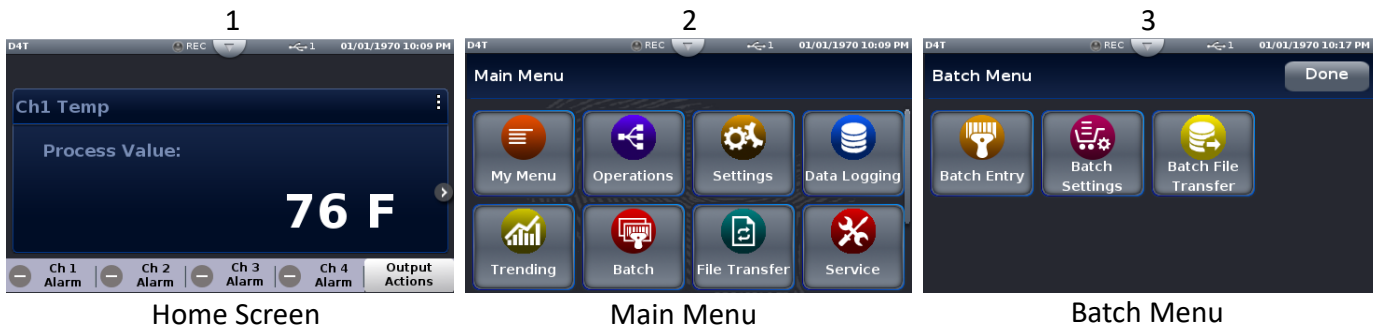 1
2
3
D4T REC 1 01/01/1970 10:09 PM
Ch1 Temp
Process Value:
76 F
Ch 1 Alarm
Ch 2 Alarm
Ch 3 Alarm
Ch 4 Alarm
Output Actions
Home Screen
D4T REC 1 01/01/1970 10:09 PM
Main Menu
My Menu
Operations
Settings
Data Logging
Trending
Batch
File Transfer
Service
Main Menu
D4T REC 1 01/01/1970 10:17 PM
Batch Menu
Done
Batch Entry
Batch Settings
Batch File Transfer
Batch Menu